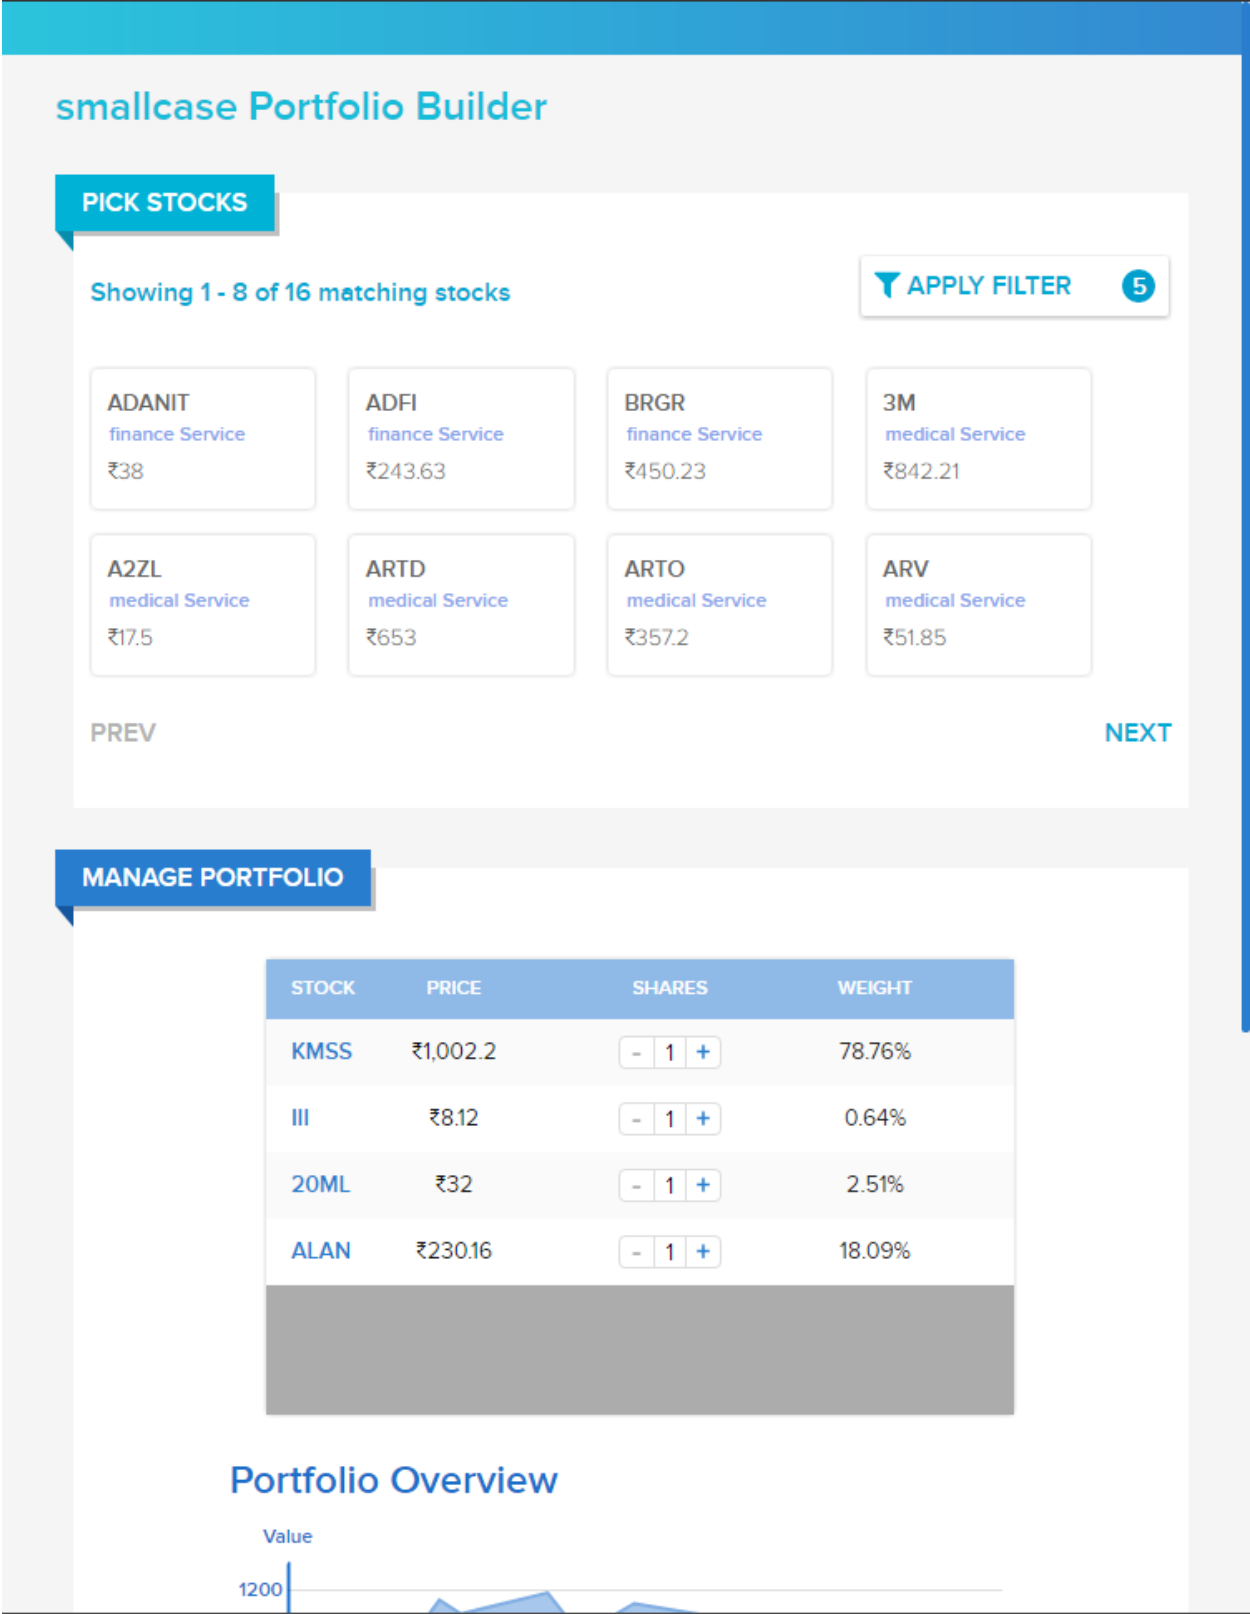 smallcase Portfolio Builder
PICK STOCKS
Showing 1 - 8 of 16 matching stocks
APPLY FILTER 5
ADANIT ADFI BRGR 3M
finance Service finance Service finance Service medical Service
₹38 ₹243.63 ₹450.23 ₹842.21
A2ZL ARTD ARTO ARV
medical Service medical Service medical Service medical Service
₹17.5 ₹653 ₹357.2 ₹51.85
PREV NEXT
MANAGE PORTFOLIO
STOCK PRICE SHARES WEIGHT
KMSS ₹1,002.2 - 1 + 78.76%
III ₹8.12 - 1 + 0.64%
20ML ₹32 - 1 + 2.51%
ALAN ₹230.16 - 1 + 18.09%
Portfolio Overview
Value
1200